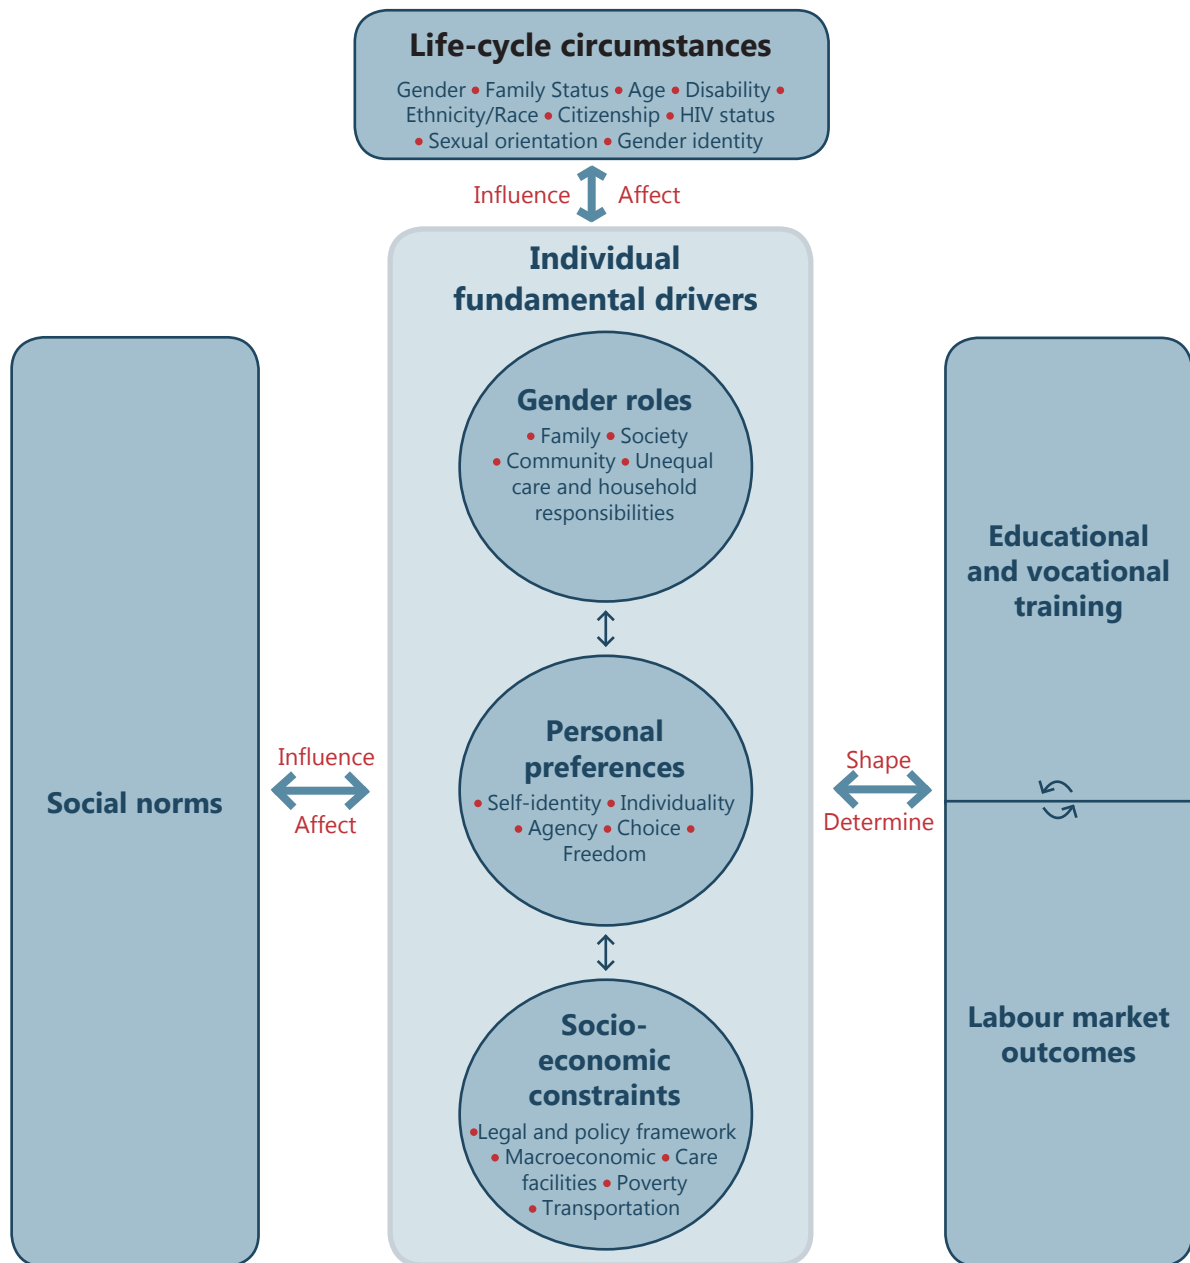 Life-cycle circumstances
Gender • Family Status • Age • Disability •
Ethnicity/Race • Citizenship • HIV status
• Sexual orientation • Gender identity
Influence Affect
Individual
fundamental drivers
Gender roles
• Family • Society
• Community • Unequal
care and household
responsibilities
Social norms
Influence
Affect
Personal
preferences
• Self-identity • Individuality
• Agency • Choice •
Freedom
Socio-
economic
constraints
•Legal and policy framework
• Macroeconomic • Care
facilities • Poverty
• Transportation
Shape
Determine
Educational
and vocational
training
Labour market
outcomes